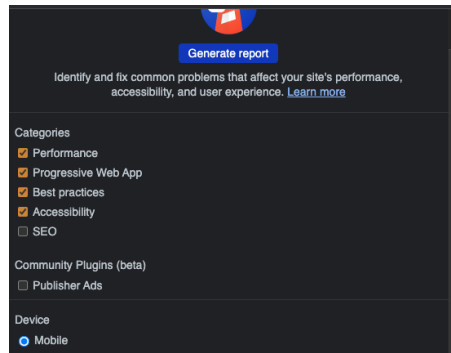 Generate report
Identify and fix common problems that affect your site's performance,
accessibility, and user experience. Learn more
Categories
Performance
Progressive Web App
Best practices
Accessibility
SEO
Community Plugins (beta)
Publisher Ads
Device
Mobile